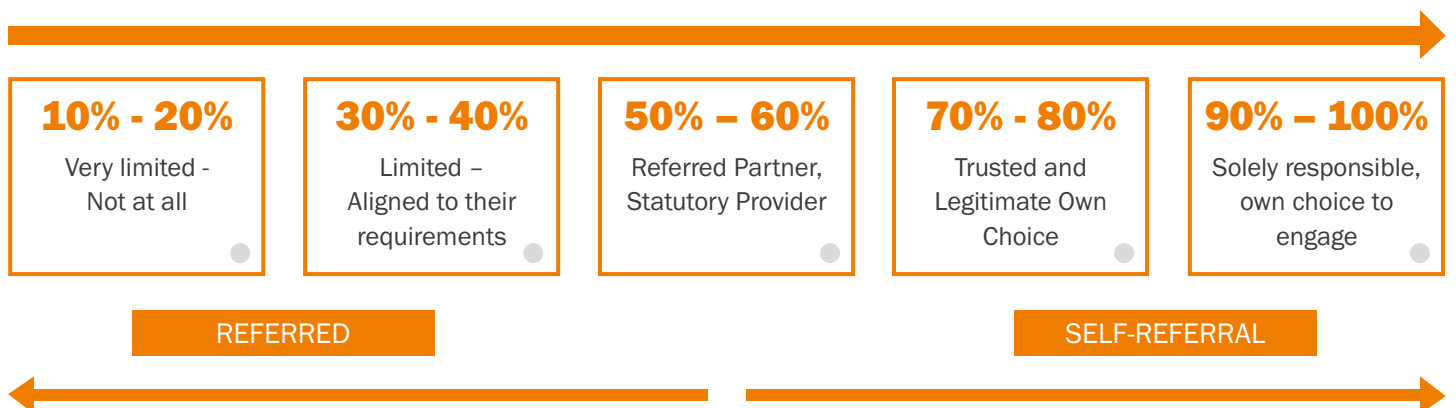 10% - 20%
Very limited -
Not at all
30% - 40%
Limited –
Aligned to their
requirements
50% – 60%
Referred Partner,
Statutory Provider
70% - 80%
Trusted and
Legitimate Own
Choice
90% – 100%
Solely responsible,
own choice to
engage
REFERRED
SELF-REFERRAL